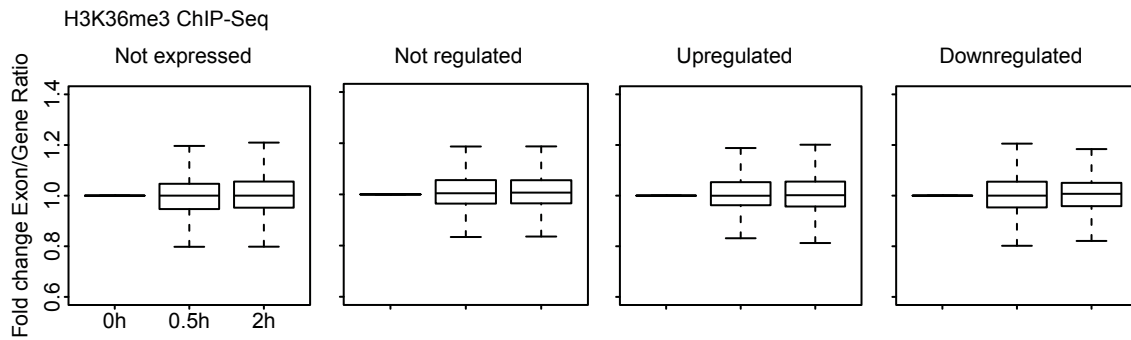 H3K36me3 ChIP-Seq
Not expressed
Not regulated
Upregulated
Downregulated
Fold change Exon/Gene Ratio
1.4
1.2
1.0
0.8
0.6
0h 0.5h 2h